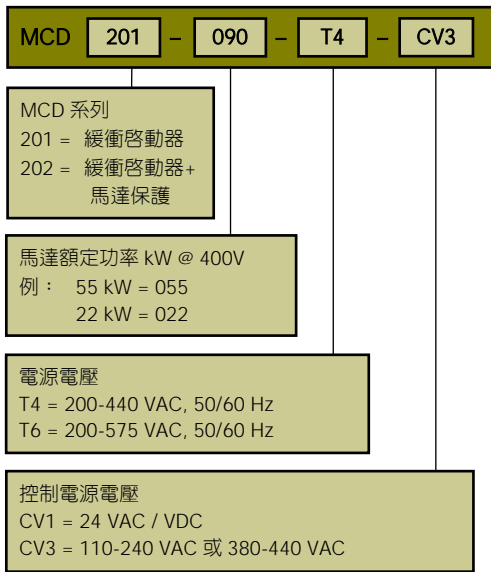 MCD 201 – 090 – T4 – CV3
MCD 系列
201 = 緩衝啓動器
202 = 緩衝啓動器+
馬達保護
馬達額定功率 kW @ 400V
例： 55 kW = 055
22 kW = 022
電源電壓
T4 = 200-440 VAC, 50/60 Hz
T6 = 200-575 VAC, 50/60 Hz
控制電源電壓
CV1 = 24 VAC / VDC
CV3 = 110-240 VAC 或 380-440 VAC